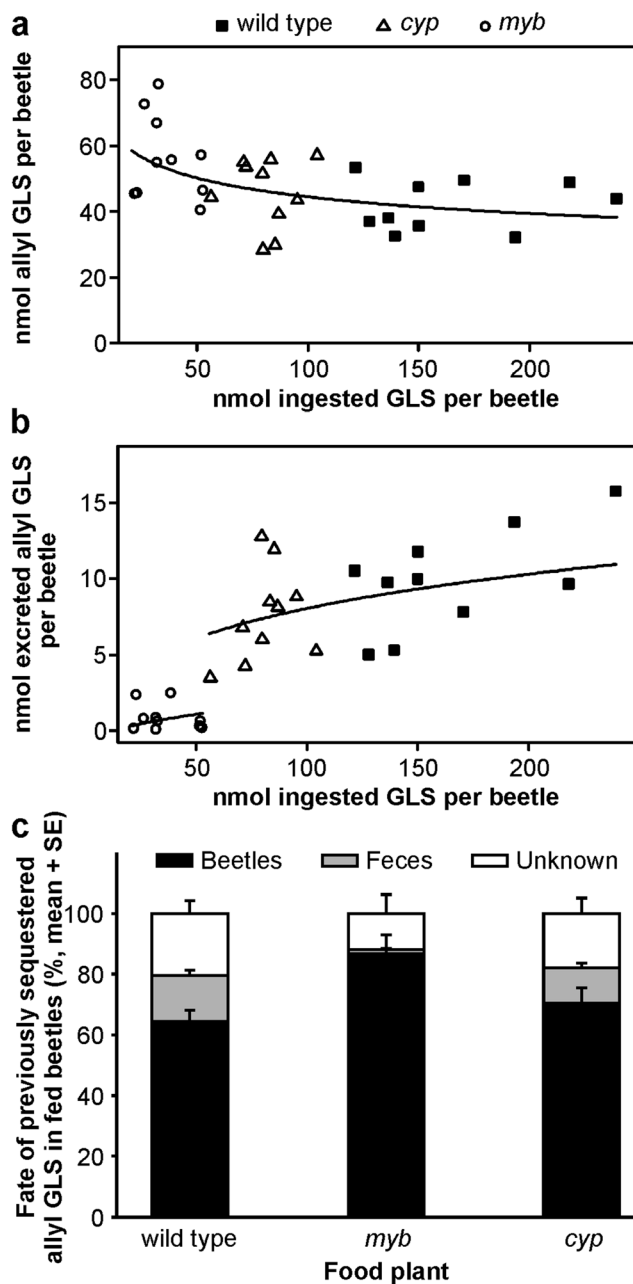 a
wild type cyp myb
nmol allyl GLS per beetle
80
60
40
20
0
50 100 150 200
nmol ingested GLS per beetle
b
nmol excreted allyl GLS
per beetle
15
10
5
0
50 100 150 200
nmol ingested GLS per beetle
c
Fate of previously sequestered
allyl GLS in fed beetles (%, mean + SE)
Beetles Feces Unknown
100
80
60
40
20
0
wild type myb cyp
Food plant